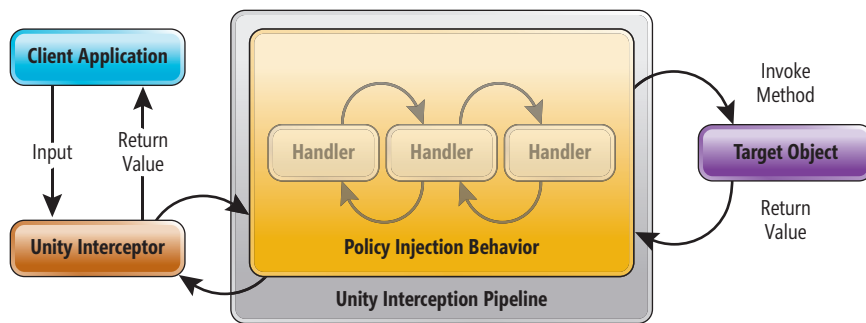 Client Application
Input
Return
Value
Unity Interceptor
Handler
Handler
Handler
Policy Injection Behavior
Unity Interception Pipeline
Invoke
Method
Target Object
Return
Value